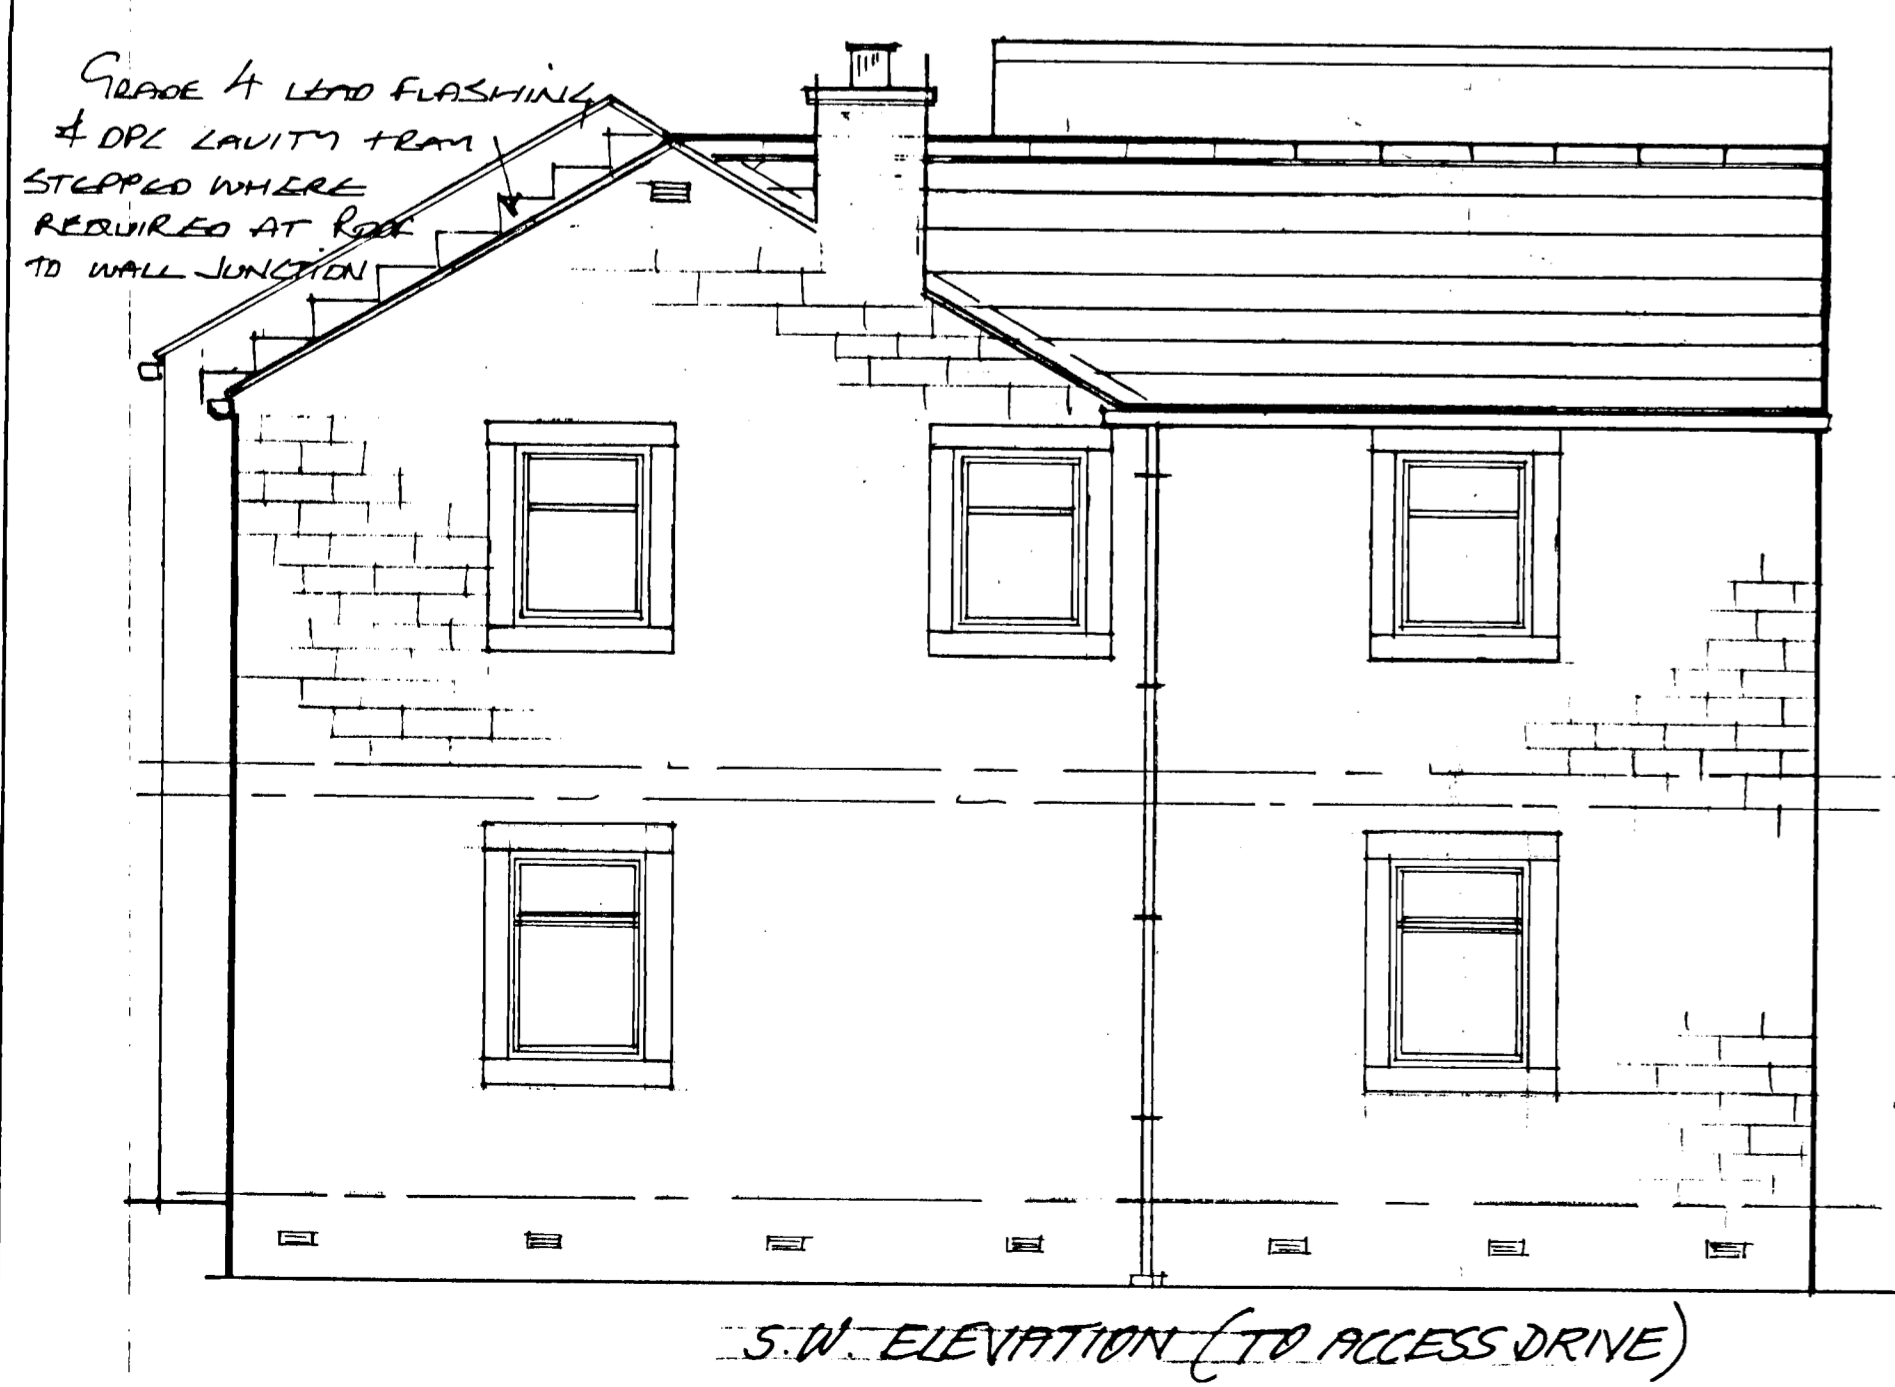 GRADE 4 LEAD FLASHING
& DPC CAVITY TRAY
STEPPED WHERE
REQUIRED AT ROOF
TO WALL JUNCTION
S.W. ELEVATION (TO ACCESS DRIVE)